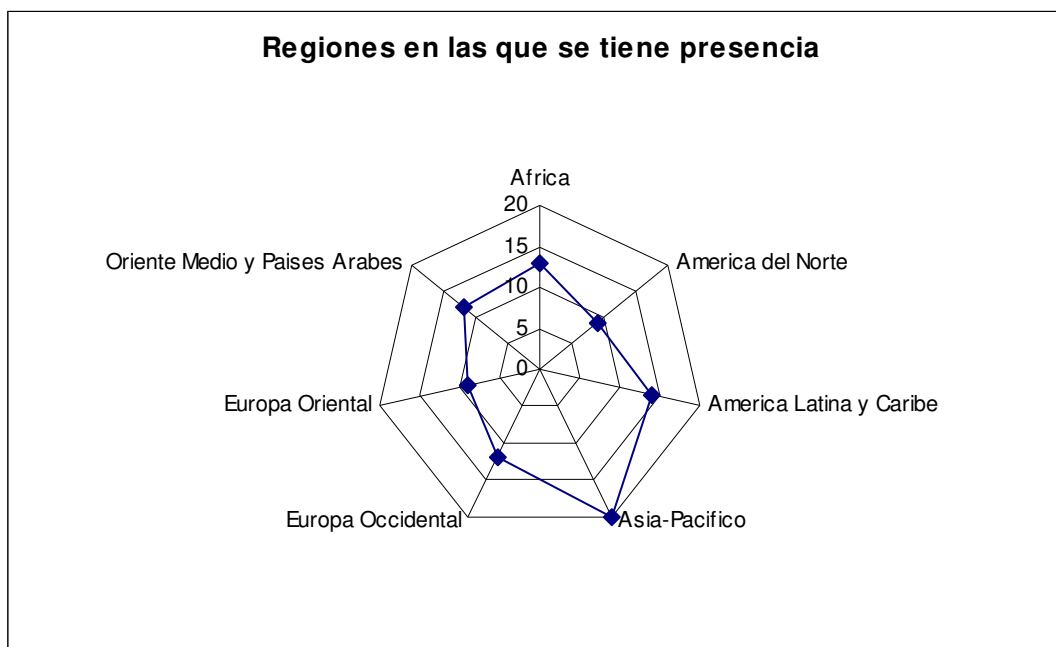 Regiones en las que se tiene presencia
Africa
20
15
10
5
0
America del Norte
America Latina y Caribe
Asia-Pacifico
Europa Occidental
Europa Oriental
Oriente Medio y Paises Arabes